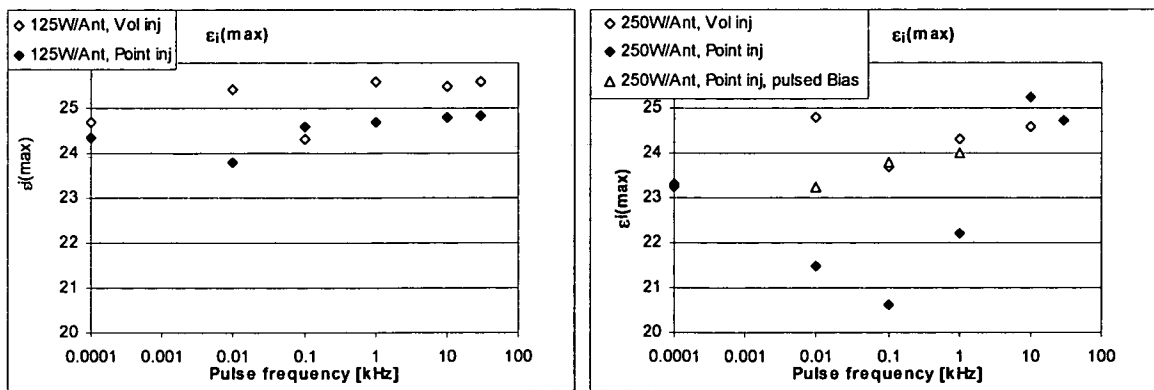 125W/Ant, Vol inj
125W/Ant, Point inj
εi(max)
εi(max)
25
24
23
22
21
20
0.0001 0.001 0.01 0.1 1 10 100
Pulse frequency [kHz]
250W/Ant, Vol inj
250W/Ant, Point inj
250W/Ant, Point inj, pulsed Bias
εi(max)
εi(max)
25
24
23
22
21
20
0.0001 0.001 0.01 0.1 1 10 100
Pulse frequency [kHz]